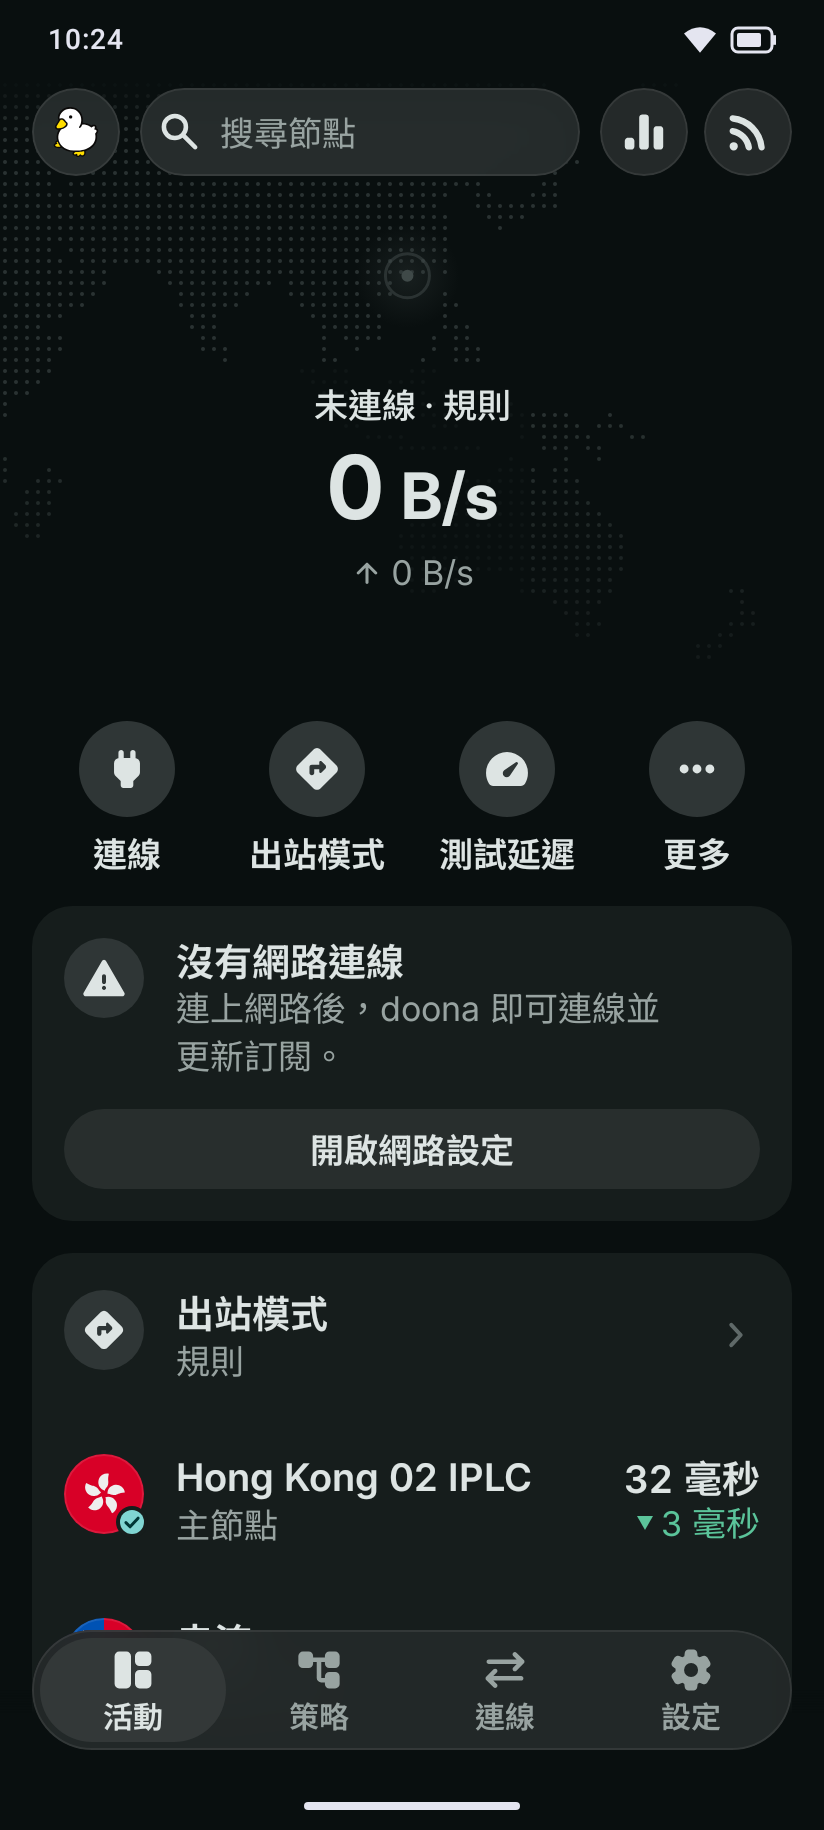 10:24
搜尋節點
未連線 · 規則
0 B/s
↑ 0 B/s
連線
出站模式
測試延遲
更多
沒有網路連線
連上網路後，doona 即可連線並
更新訂閱。
開啟網路設定
出站模式
規則
Hong Kong 02 IPLC
32 毫秒
主節點
▼3 毫秒
活動
策略
連線
設定